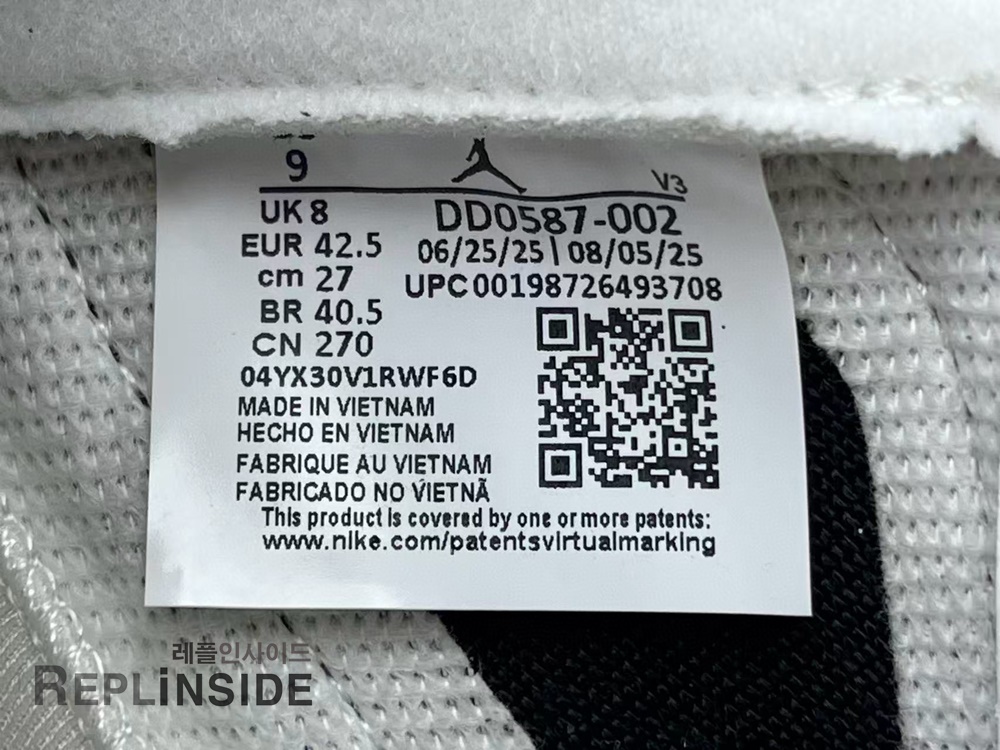 9
V3
UK 8
DD0587-002
EUR 42.5
06/25/25 | 08/05/25
cm 27
UPC00198726493708
BR 40.5
CN 270
04YX30V1RWF6D
MADE IN VIETNAM
HECHO EN VIETNAM
FABRIQUE AU VIETNAM
FABRICADO NO VIETNÃ
This product is covered by one or more patents:
www.nike.com/patentsvirtualmarking
레플인사이드
REPLINSIDE